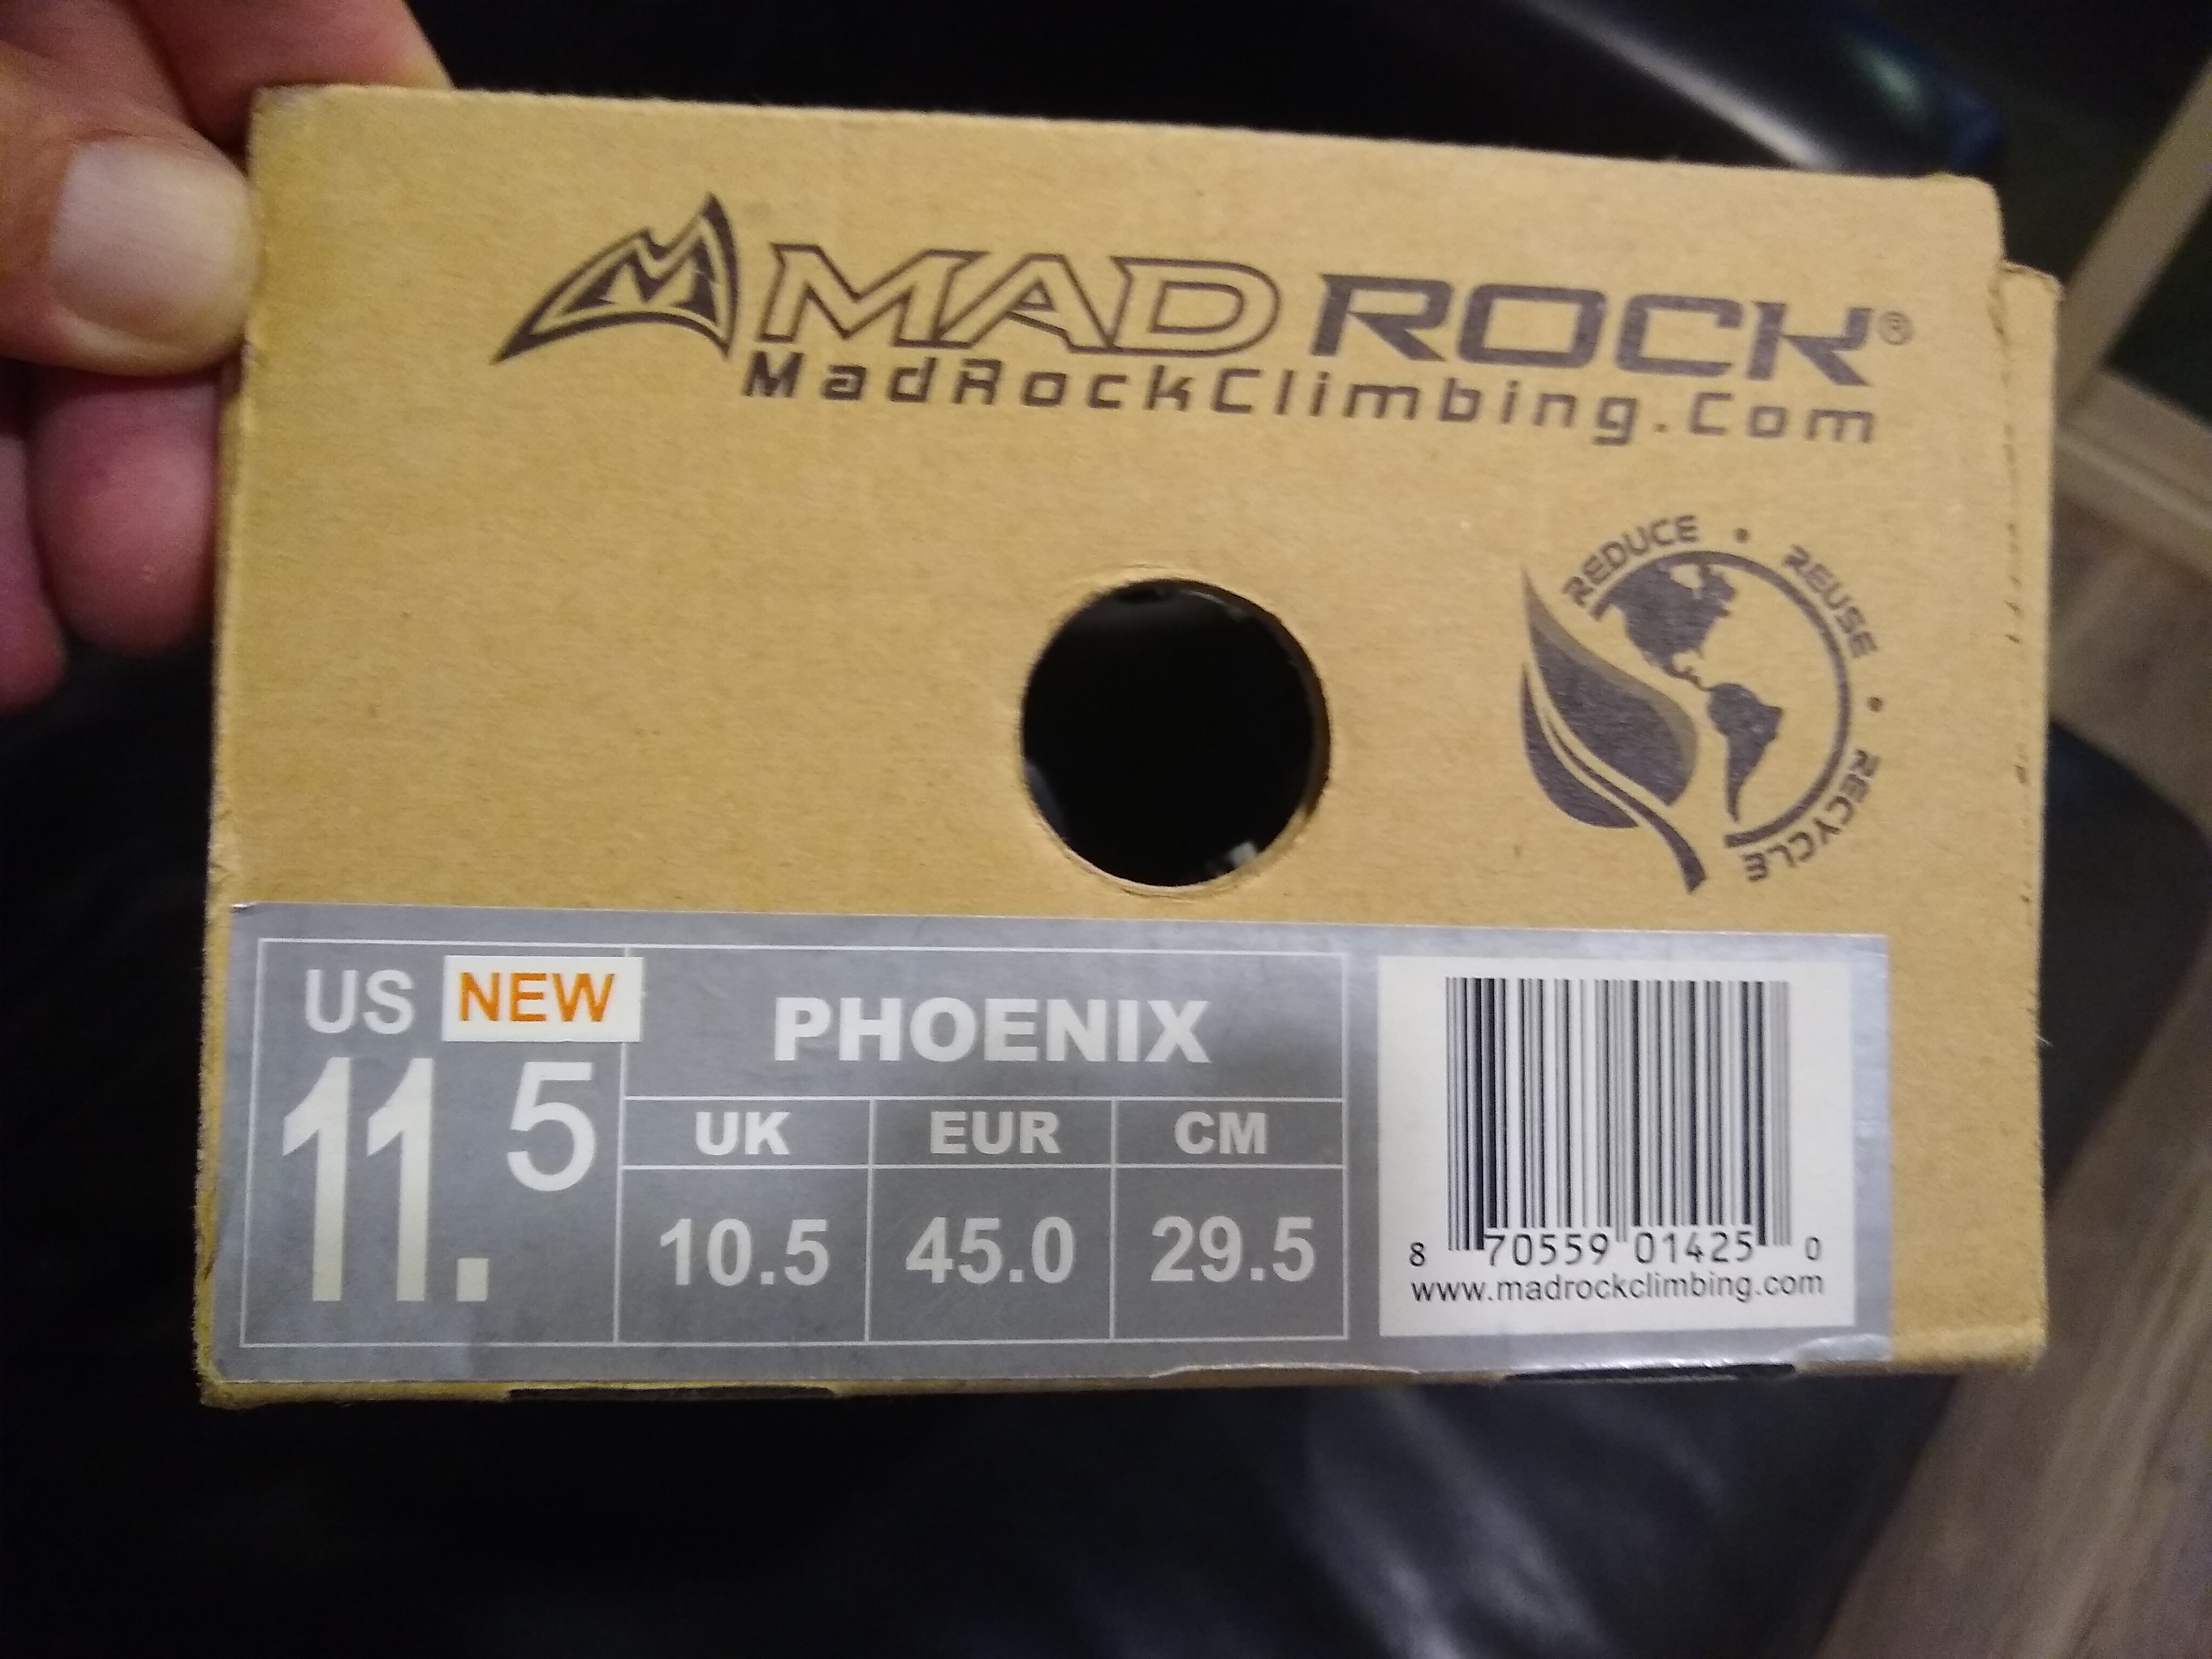 MAD ROCK®
MadRockClimbing.Com
REDUCE • REUSE • RECYCLE
US NEW
11.5
PHOENIX
UK EUR CM
10.5 45.0 29.5
8 70559 01425 0
www.madrockclimbing.com